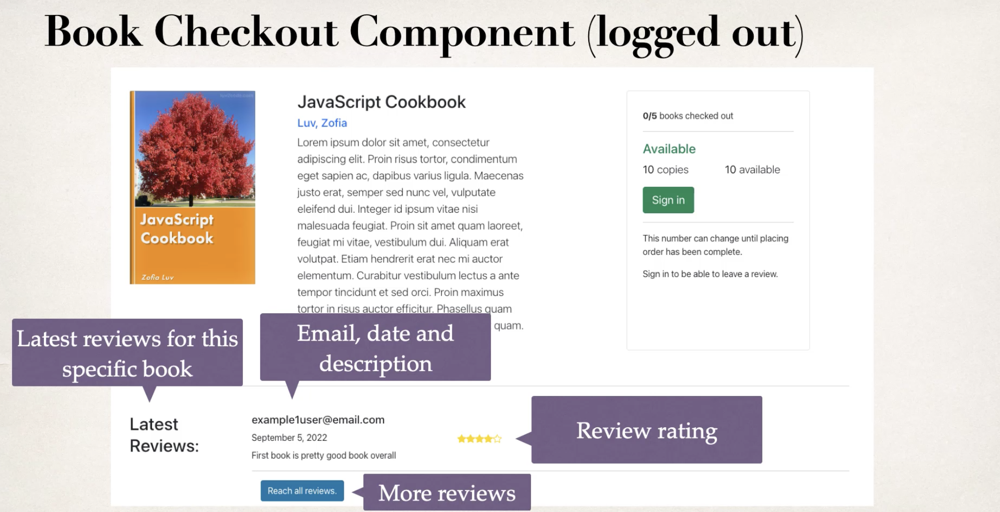 Book Checkout Component (logged out)
luv2code.com
JavaScript
Cookbook
Zofia Luv
JavaScript Cookbook
Luv, Zofia
Lorem ipsum dolor sit amet, consectetur
adipiscing elit. Proin risus tortor, condimentum
eget sapien ac, dapibus varius ligula. Maecenas
justo erat, semper sed nunc vel, vulputate
eleifend dui. Integer id ipsum vitae nisi
malesuada feugiat. Proin sit amet quam laoreet,
feugiat mi vitae, vestibulum dui. Aliquam erat
volutpat. Etiam hendrerit erat nec mi auctor
elementum. Curabitur vestibulum lectus a ante
tempor tincidunt et sed orci. Proin maximus
tortor in risus auctor efficitur. Phasellus quam
quam.
0/5 books checked out
Available
10 copies 10 available
Sign in
This number can change until placing
order has been complete.
Sign in to be able to leave a review.
Latest reviews for this
specific book
Email, date and
description
Latest
Reviews:
example1user@email.com
September 5, 2022
First book is pretty good book overall
Review rating
Reach all reviews.
More reviews